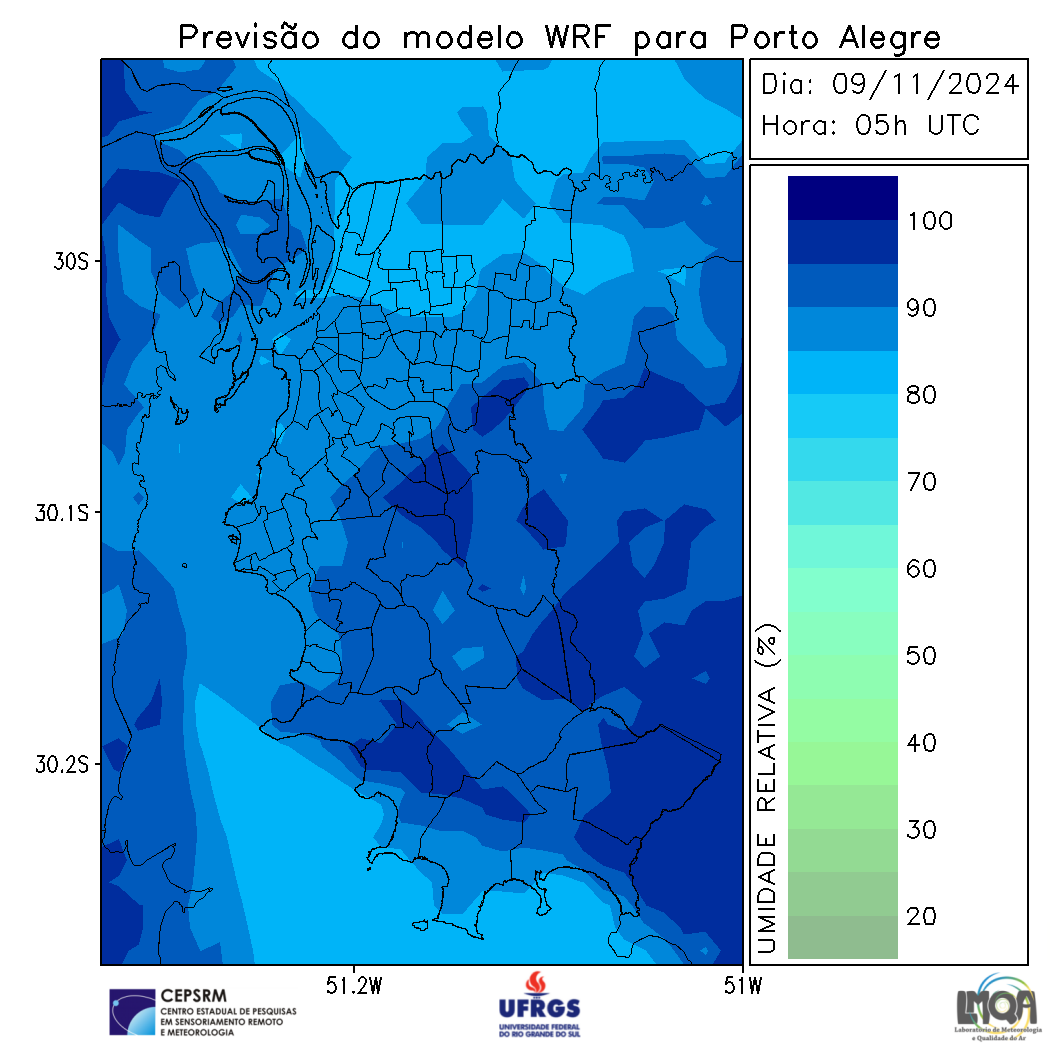 Previsão do modelo WRF para Porto Alegre
Dia: 09/11/2024
Hora: 05h UTC
30S
30.1S
30.2S
51.2W
51W
UMIDADE RELATIVA (%)
100
90
80
70
60
50
40
30
20
CEPSRM
CENTRO ESTADUAL DE PESQUISAS
EM SENSORIAMENTO REMOTO
E METEOROLOGIA
UFRGS
UNIVERSIDADE FEDERAL
DO RIO GRANDE DO SUL
LMQA
Laboratório de Meteorologia
e Qualidade do Ar